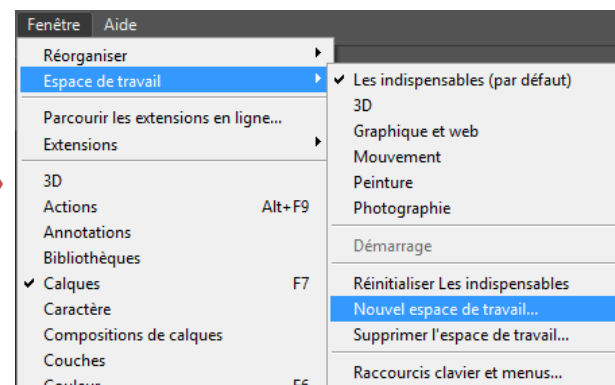 Fenêtre Aide
Réorganiser
Espace de travail
Parcourir les extensions en ligne...
Extensions
3D
Actions Alt+F9
Annotations
Bibliothèques
Calques F7
Caractère
Compositions de calques
Couches
Couleur F6
Les indispensables (par défaut)
3D
Graphique et web
Mouvement
Peinture
Photographie
Démarrage
Réinitialiser Les indispensables
Nouvel espace de travail...
Supprimer l'espace de travail...
Raccourcis clavier et menus...